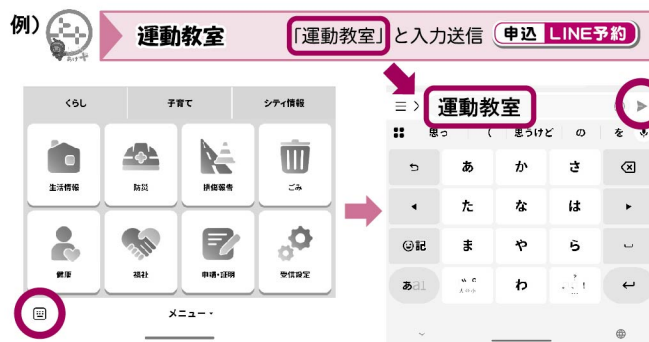 例) 運動教室 「運動教室」と入力送信 申込 LINE予約
くらし 子育て シティ情報
生活情報 防災 損傷報告 ごみ
健康 福祉 申請・証明 受信設定
メニュー
運動教室
思っ ( 思うけど の を
あ か さ
た な は
記 ま や ら
あa1 わ